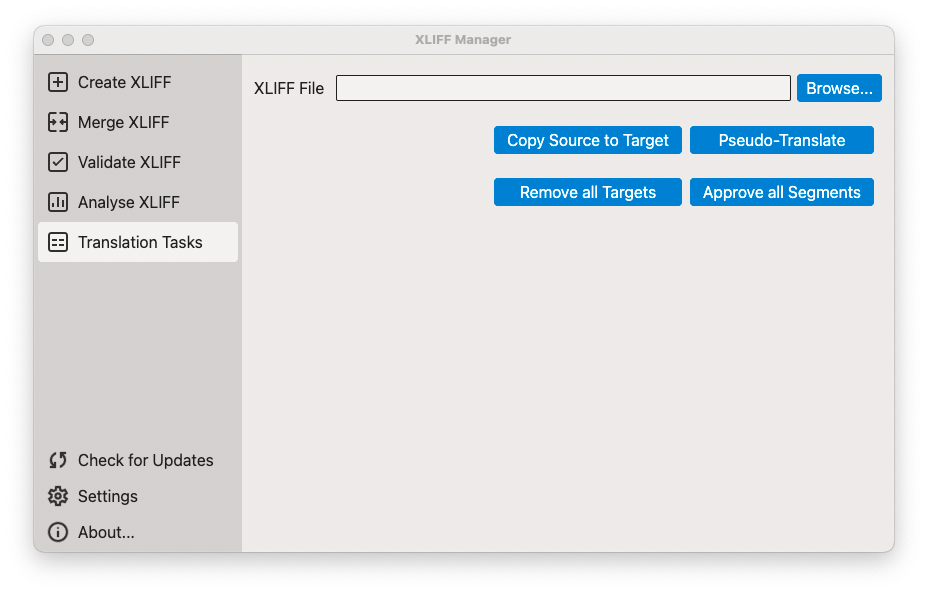 XLIFF Manager
Create XLIFF
Merge XLIFF
Validate XLIFF
Analyse XLIFF
Translation Tasks
Check for Updates
Settings
About...
XLIFF File
Browse...
Copy Source to Target
Pseudo-Translate
Remove all Targets
Approve all Segments